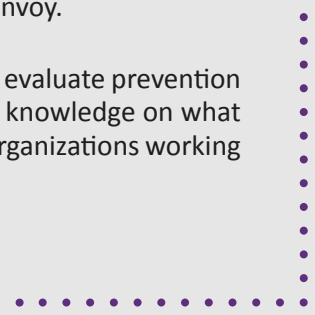 nvoy.
evaluate prevention
knowledge on what
rganizations working